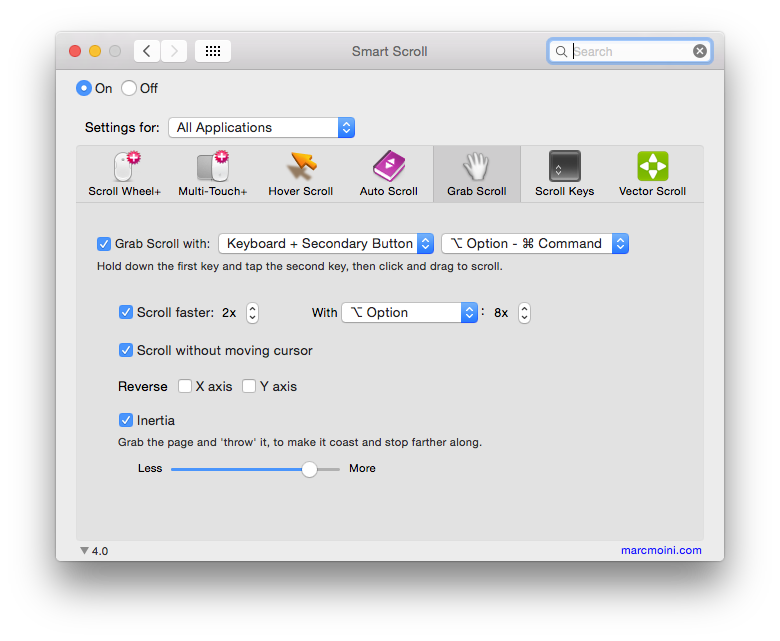 Smart Scroll
Search
On Off
Settings for: All Applications
Scroll Wheel+ Multi-Touch+ Hover Scroll Auto Scroll Grab Scroll Scroll Keys Vector Scroll
Grab Scroll with: Keyboard + Secondary Button ⌥ Option - ⌘ Command
Hold down the first key and tap the second key, then click and drag to scroll.
Scroll faster: 2x With ⌥ Option : 8x
Scroll without moving cursor
Reverse X axis Y axis
Inertia
Grab the page and 'throw' it, to make it coast and stop farther along.
Less More
4.0 marcmoini.com